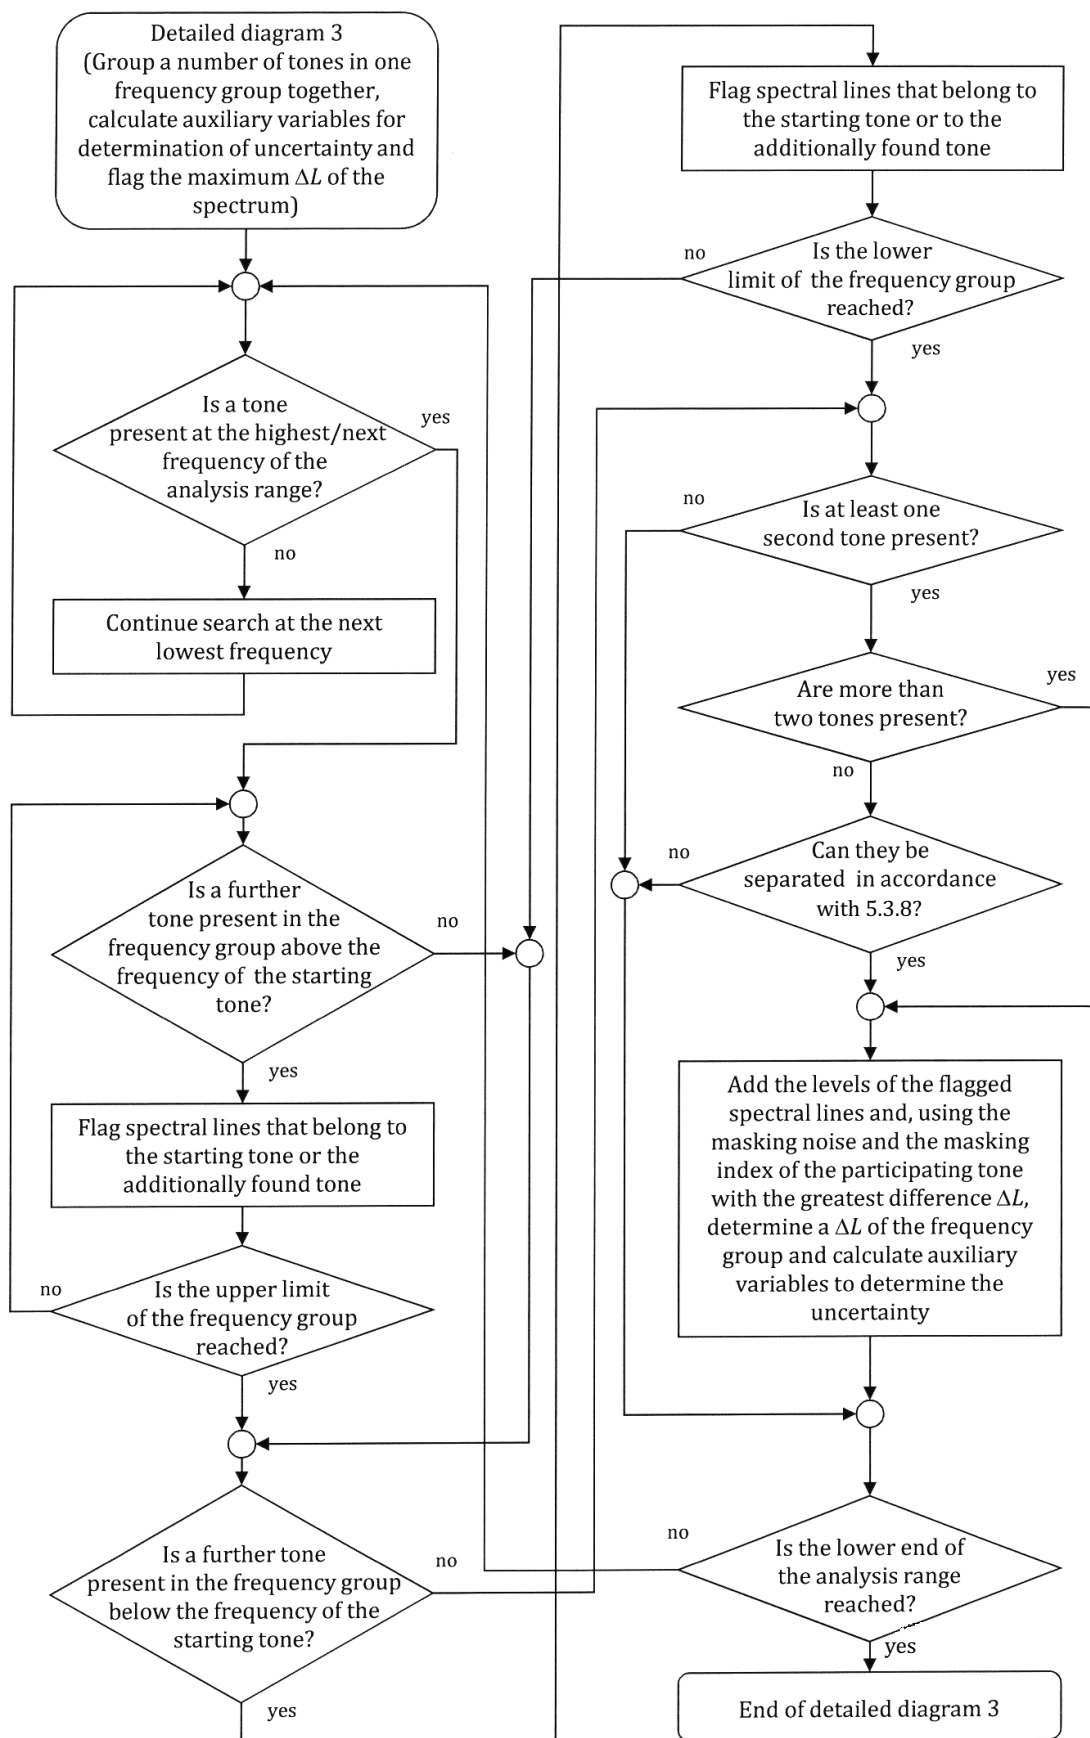 Detailed diagram 3
(Group a number of tones in one
frequency group together,
calculate auxiliary variables for
determination of uncertainty and
flag the maximum ΔL of the
spectrum)
Is a tone
present at the highest/next
frequency of the
analysis range?
yes
no
Continue search at the next
lowest frequency
Is a further
tone present in the
frequency group above the
frequency of the starting
tone?
no
yes
Flag spectral lines that belong to
the starting tone or the
additionally found tone
Is the upper limit
of the frequency group
reached?
no
yes
Is a further tone
present in the frequency group
below the frequency of the
starting tone?
no
yes
Flag spectral lines that belong to
the starting tone or to the
additionally found tone
Is the lower
limit of the frequency group
reached?
no
yes
Is at least one
second tone present?
no
yes
Are more than
two tones present?
yes
no
Can they be
separated in accordance
with 5.3.8?
no
yes
Add the levels of the flagged
spectral lines and, using the
masking noise and the masking
index of the participating tone
with the greatest difference ΔL,
determine a ΔL of the frequency
group and calculate auxiliary
variables to determine the
uncertainty
Is the lower end of
the analysis range
reached?
no
yes
End of detailed diagram 3